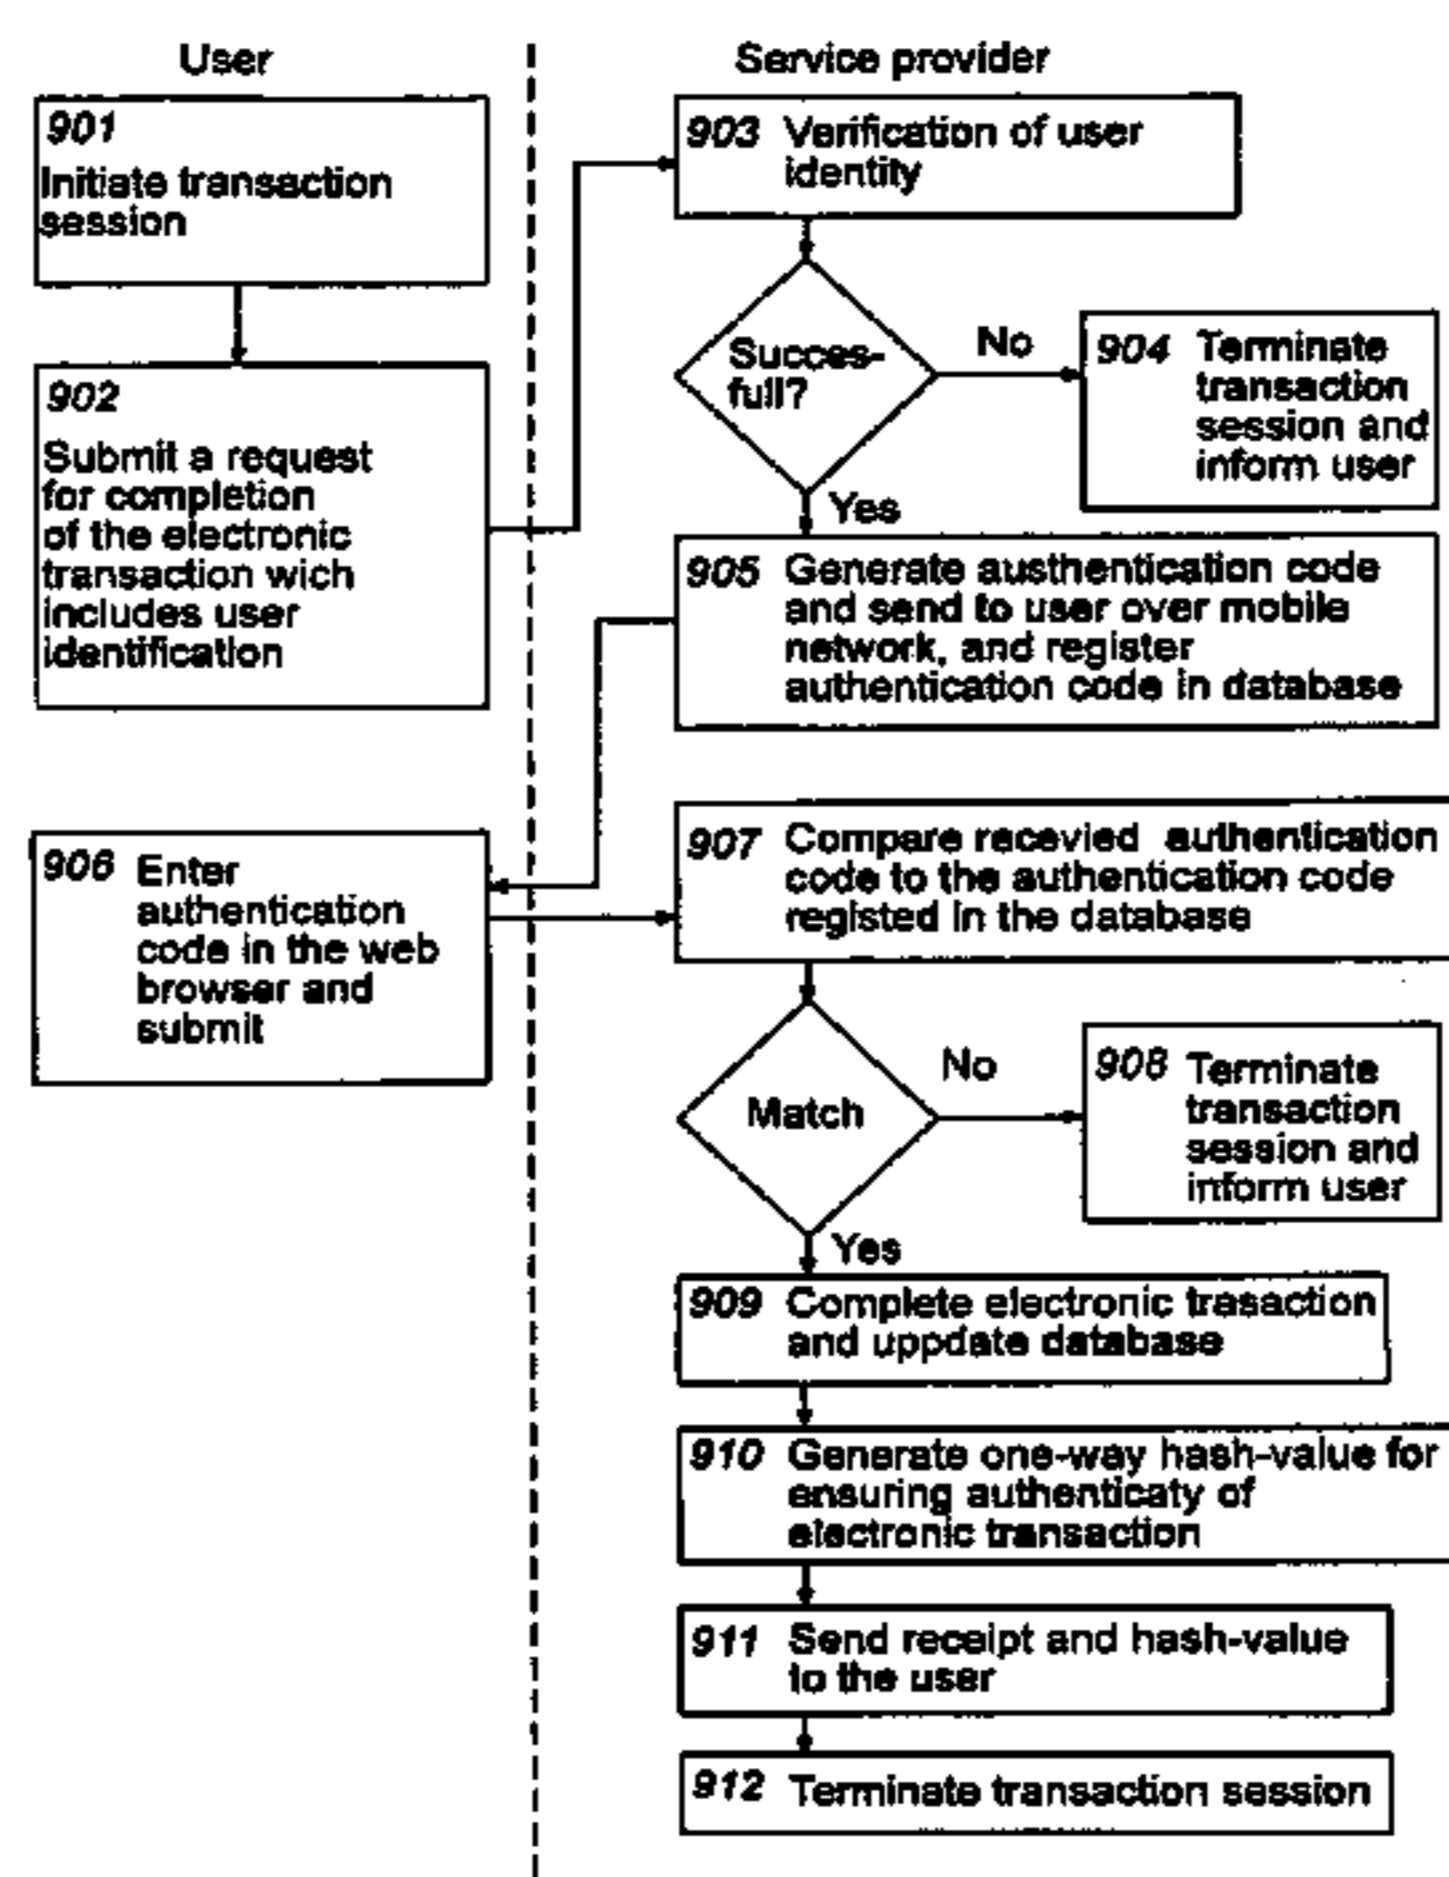 User
901
Initiate transaction
session
902
Submit a request
for completion
of the electronic
transaction wich
includes user
identification
906 Enter
authentication
code in the web
browser and
submit
Service provider
903 Verification of user
identity
Succes-
full?
No
904 Terminate
transaction
session and
inform user
Yes
905 Generate austhentication code
and send to user over mobile
network, and register
authentication code in database
907 Compare recevied authentication
code to the authentication code
registed in the database
Match
No
908 Terminate
transaction
session and
inform user
Yes
909 Complete electronic trasaction
and uppdate database
910 Generate one-way hash-value for
ensuring authenticaty of
electronic transaction
911 Send receipt and hash-value
to the user
912 Terminate transaction session